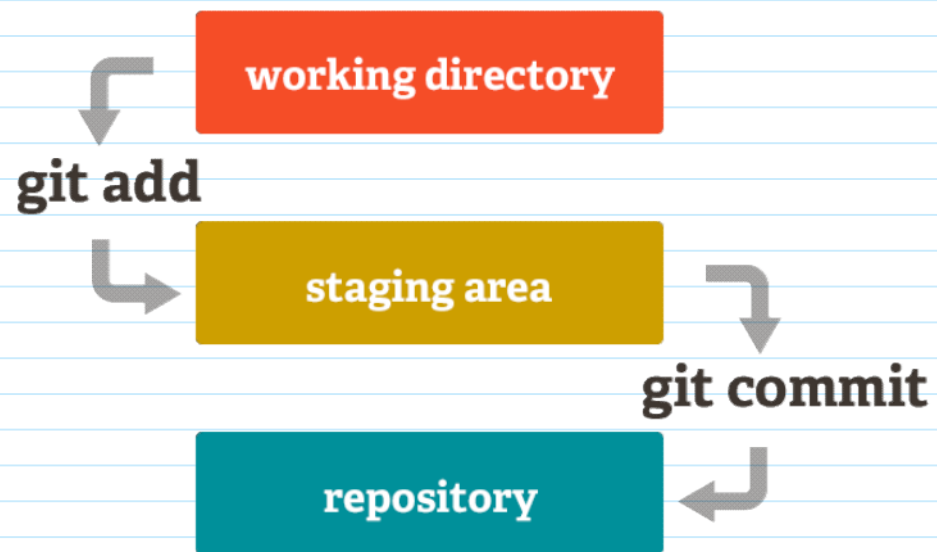 working directory
git add
staging area
git commit
repository